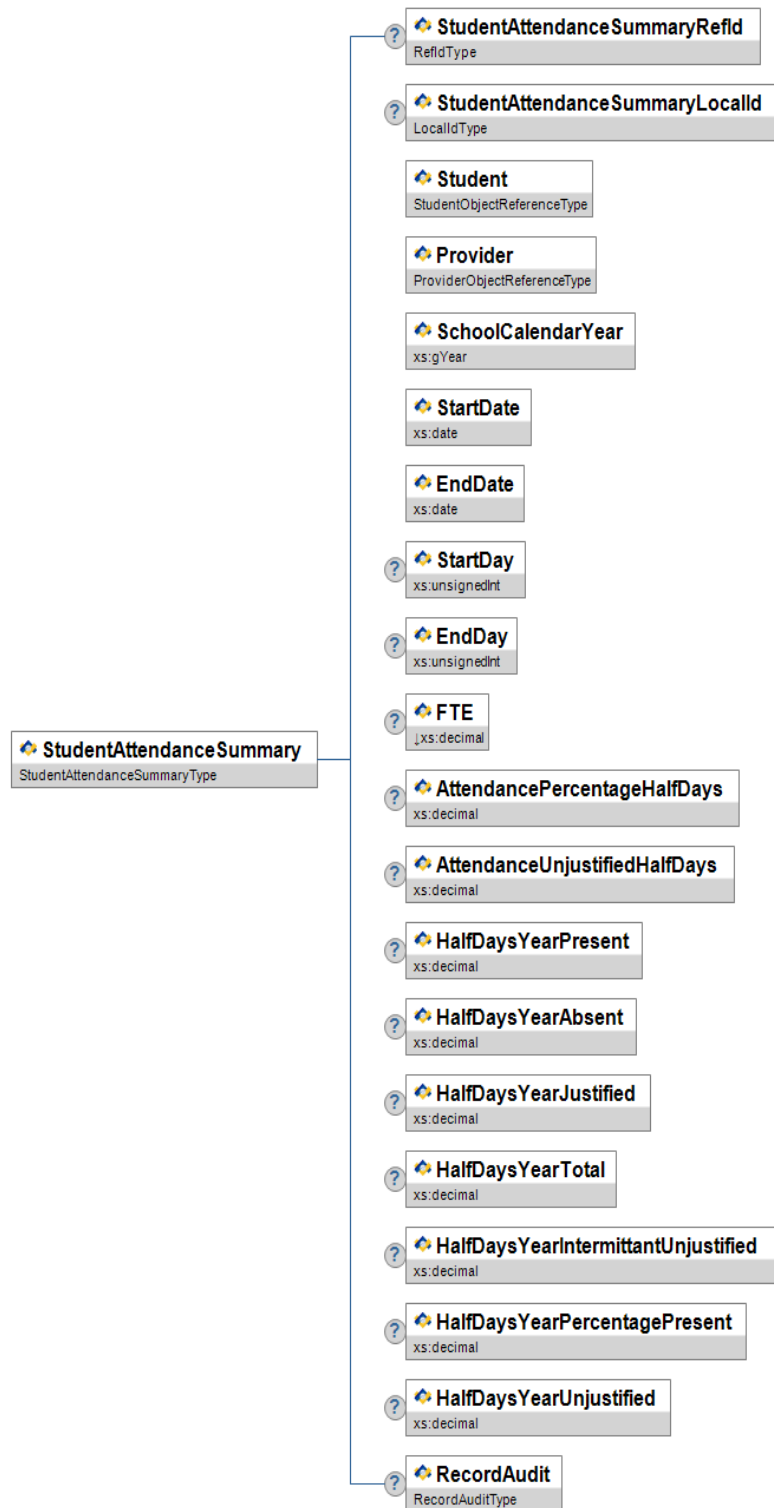 ? StudentAttendanceSummaryRefId
RefIdType
? StudentAttendanceSummaryLocalId
LocalIdType
Student
StudentObjectReferenceType
Provider
ProviderObjectReferenceType
SchoolCalendarYear
xs:gYear
StartDate
xs:date
EndDate
xs:date
? StartDay
xs:unsignedInt
? EndDay
xs:unsignedInt
? FTE
↓xs:decimal
StudentAttendanceSummary
StudentAttendanceSummaryType
? AttendancePercentageHalfDays
xs:decimal
? AttendanceUnjustifiedHalfDays
xs:decimal
? HalfDaysYearPresent
xs:decimal
? HalfDaysYearAbsent
xs:decimal
? HalfDaysYearJustified
xs:decimal
? HalfDaysYearTotal
xs:decimal
? HalfDaysYearIntermittantUnjustified
xs:decimal
? HalfDaysYearPercentagePresent
xs:decimal
? HalfDaysYearUnjustified
xs:decimal
? RecordAudit
RecordAuditType